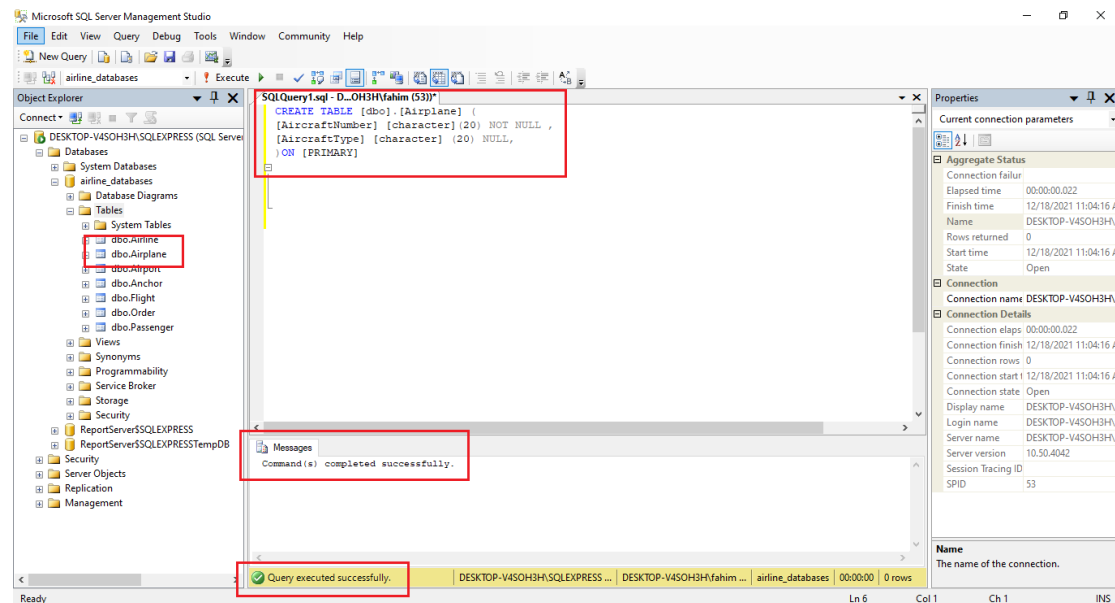 Microsoft SQL Server Management Studio
File Edit View Query Debug Tools Window Community Help
New Query
airline_databases Execute
Object Explorer
Connect
DESKTOP-V4SOH3H\SQLEXPRESS (SQL Server
Databases
System Databases
airline_databases
Database Diagrams
Tables
System Tables
dbo.Airline
dbo.Airplane
dbo.Airport
dbo.Anchor
dbo.Flight
dbo.Order
dbo.Passenger
Views
Synonyms
Programmability
Service Broker
Storage
Security
ReportServer$SQLEXPRESS
ReportServer$SQLEXPRESSTempDB
Security
Server Objects
Replication
Management
SQLQuery1.sql - D...OH3H\fahim (53))*
CREATE TABLE [dbo].[Airplane] (
[AircraftNumber] [character](20) NOT NULL ,
[AircraftType] [character] (20) NULL,
)ON [PRIMARY]
Messages
Command(s) completed successfully.
Query executed successfully. DESKTOP-V4SOH3H\SQLEXPRESS ... DESKTOP-V4SOH3H\fahim ... airline_databases 00:00:00 0 rows
Properties
Current connection parameters
Aggregate Status
Connection failur
Elapsed time 00:00:00.022
Finish time 12/18/2021 11:04:16 A
Name DESKTOP-V4SOH3H\
Rows returned 0
Start time 12/18/2021 11:04:16 A
State Open
Connection
Connection name DESKTOP-V4SOH3H\
Connection Details
Connection elaps 00:00:00.022
Connection finish 12/18/2021 11:04:16 A
Connection rows 0
Connection start t 12/18/2021 11:04:16 A
Connection state Open
Display name DESKTOP-V4SOH3H\
Login name DESKTOP-V4SOH3H\
Server name DESKTOP-V4SOH3H\
Server version 10.50.4042
Session Tracing ID
SPID 53
Name
The name of the connection.
Ready Ln 6 Col 1 Ch 1 INS